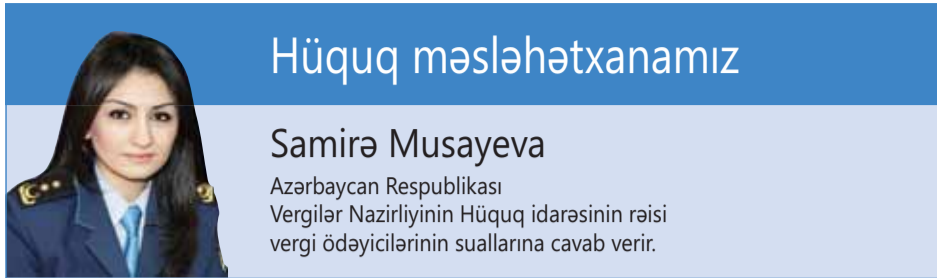 Hüquq məsləhətxanamız
Samirə Musayeva
Azərbaycan Respublikası
Vergilər Nazirliyinin Hüquq idarəsinin rəisi
vergi ödəyicilərinin suallarına cavab verir.